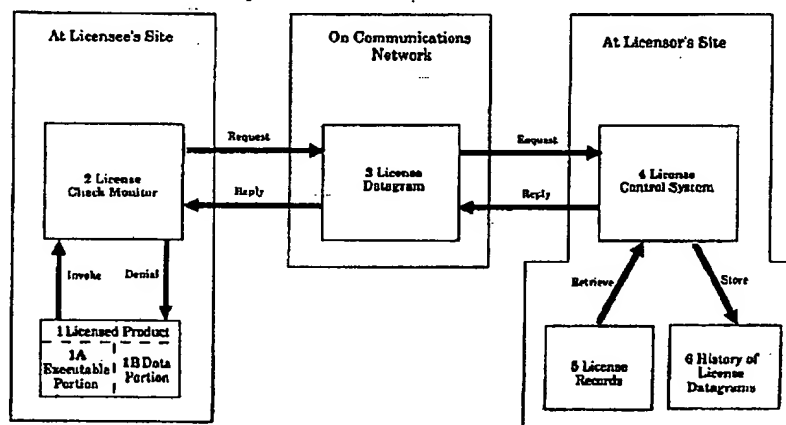 At Licensee's Site
On Communications
Network
At Licensor's Site
Request
Request
2 License
Check Monitor
3 License
Datagram
4 License
Control System
Reply
Reply
Invoke
Denial
Retrieve
Store
1 Licensed Product
1A
Executable
Portion
1B Data
Portion
5 License
Records
6 History of
License
Datagrams